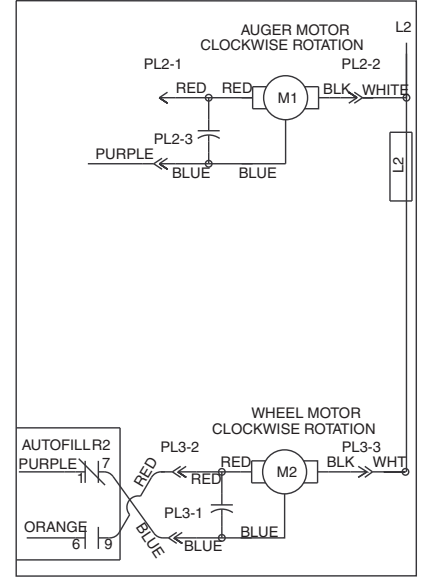 AUGER MOTOR
CLOCKWISE ROTATION
L2
PL2-1
PL2-2
RED
RED
M1
BLK
WHITE
PL2-3
PURPLE
BLUE
BLUE
L2
WHEEL MOTOR
CLOCKWISE ROTATION
AUTOFILL R2
PL3-2
PL3-3
PURPLE
1
7
RED
RED
RED
M2
BLK
WHT
PL3-1
ORANGE
6
9
BLUE
BLUE
BLUE